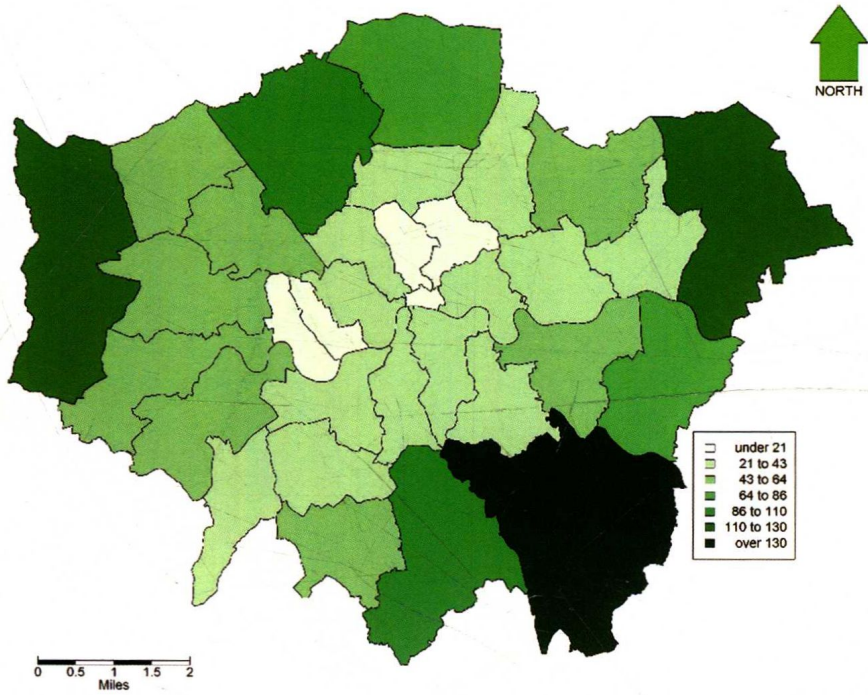 NORTH
under 21
21 to 43
43 to 64
64 to 86
86 to 110
110 to 130
over 130
0 0.5 1 1.5 2
Miles